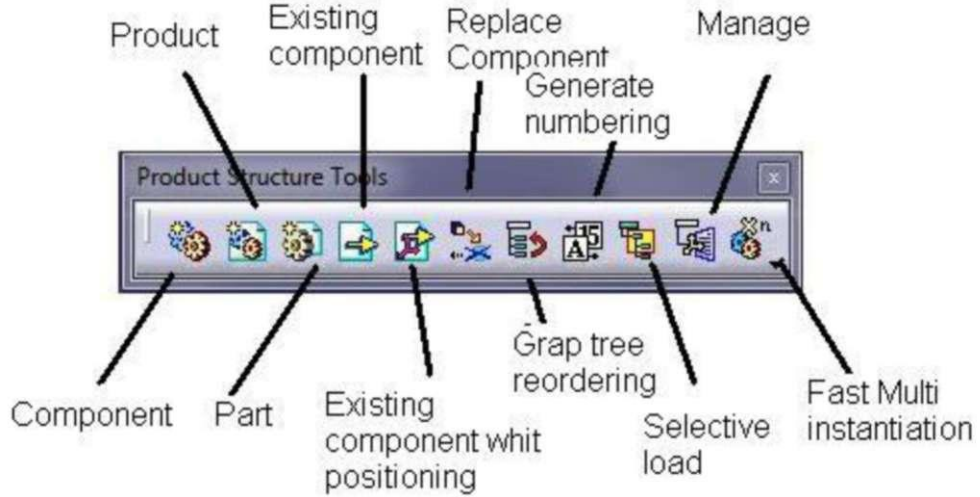 Product
Existing
component
Replace
Component
Manage
Generate
numbering
Product Structure Tools
x
n
15
A
Grap tree
reordering
Component
Part
Existing
component whit
positioning
Selective
load
Fast Multi
instantiation